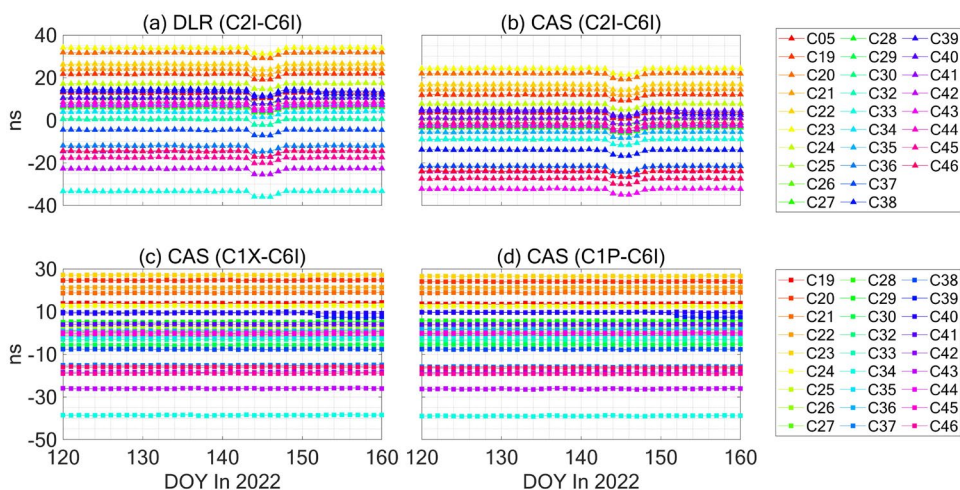 (a) DLR (C2I-C6I)
(b) CAS (C2I-C6I)
40
20
0
-20
-40
ns
C05 C28 C39
C19 C29 C40
C20 C30 C41
C21 C32 C42
C22 C33 C43
C23 C34 C44
C24 C35 C45
C25 C36 C46
C26 C37
C27 C38
(c) CAS (C1X-C6I)
(d) CAS (C1P-C6I)
30
10
-10
-30
-50
ns
120 130 140 150 160
DOY In 2022
120 130 140 150 160
DOY In 2022
C19 C28 C38
C20 C29 C39
C21 C30 C40
C22 C32 C41
C23 C33 C42
C24 C34 C43
C25 C35 C44
C26 C36 C45
C27 C37 C46